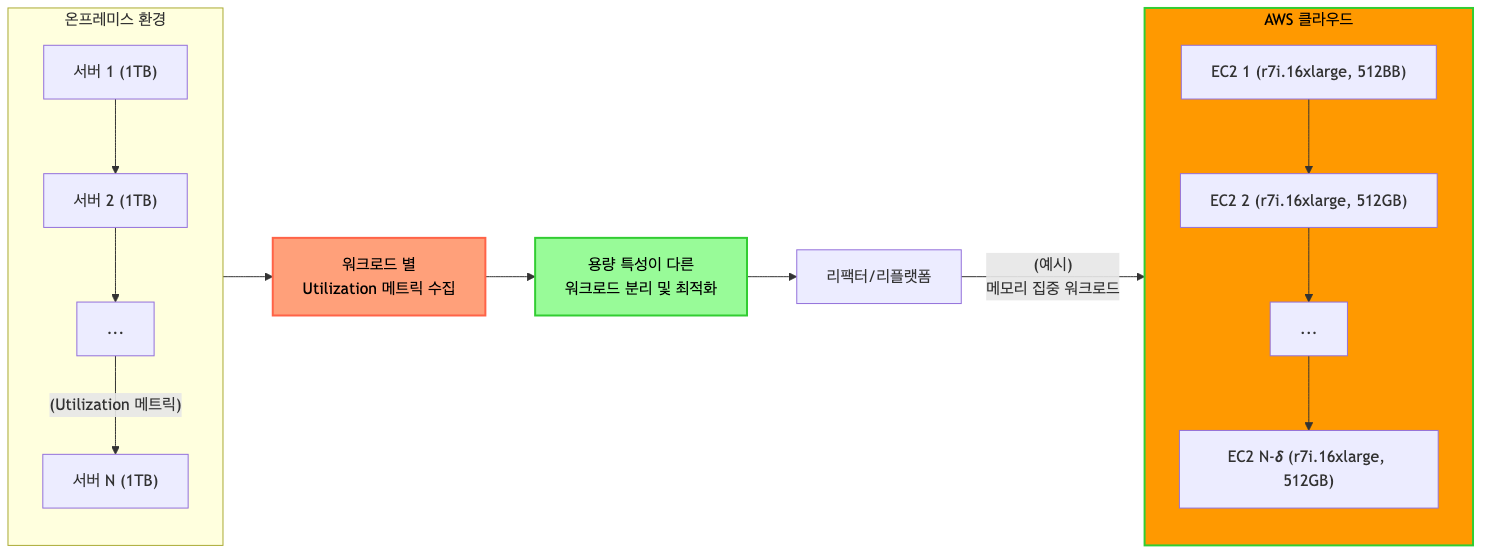 온프레미스 환경
서버 1 (1TB)
서버 2 (1TB)
...
(Utilization 메트릭)
서버 N (1TB)
워크로드 별
Utilization 메트릭 수집
용량 특성이 다른
워크로드 분리 및 최적화
리팩터/리플랫폼
(예시)
메모리 집중 워크로드
AWS 클라우드
EC2 1 (r7i.16xlarge, 512BB)
EC2 2 (r7i.16xlarge, 512GB)
...
EC2 N-δ (r7i.16xlarge,
512GB)